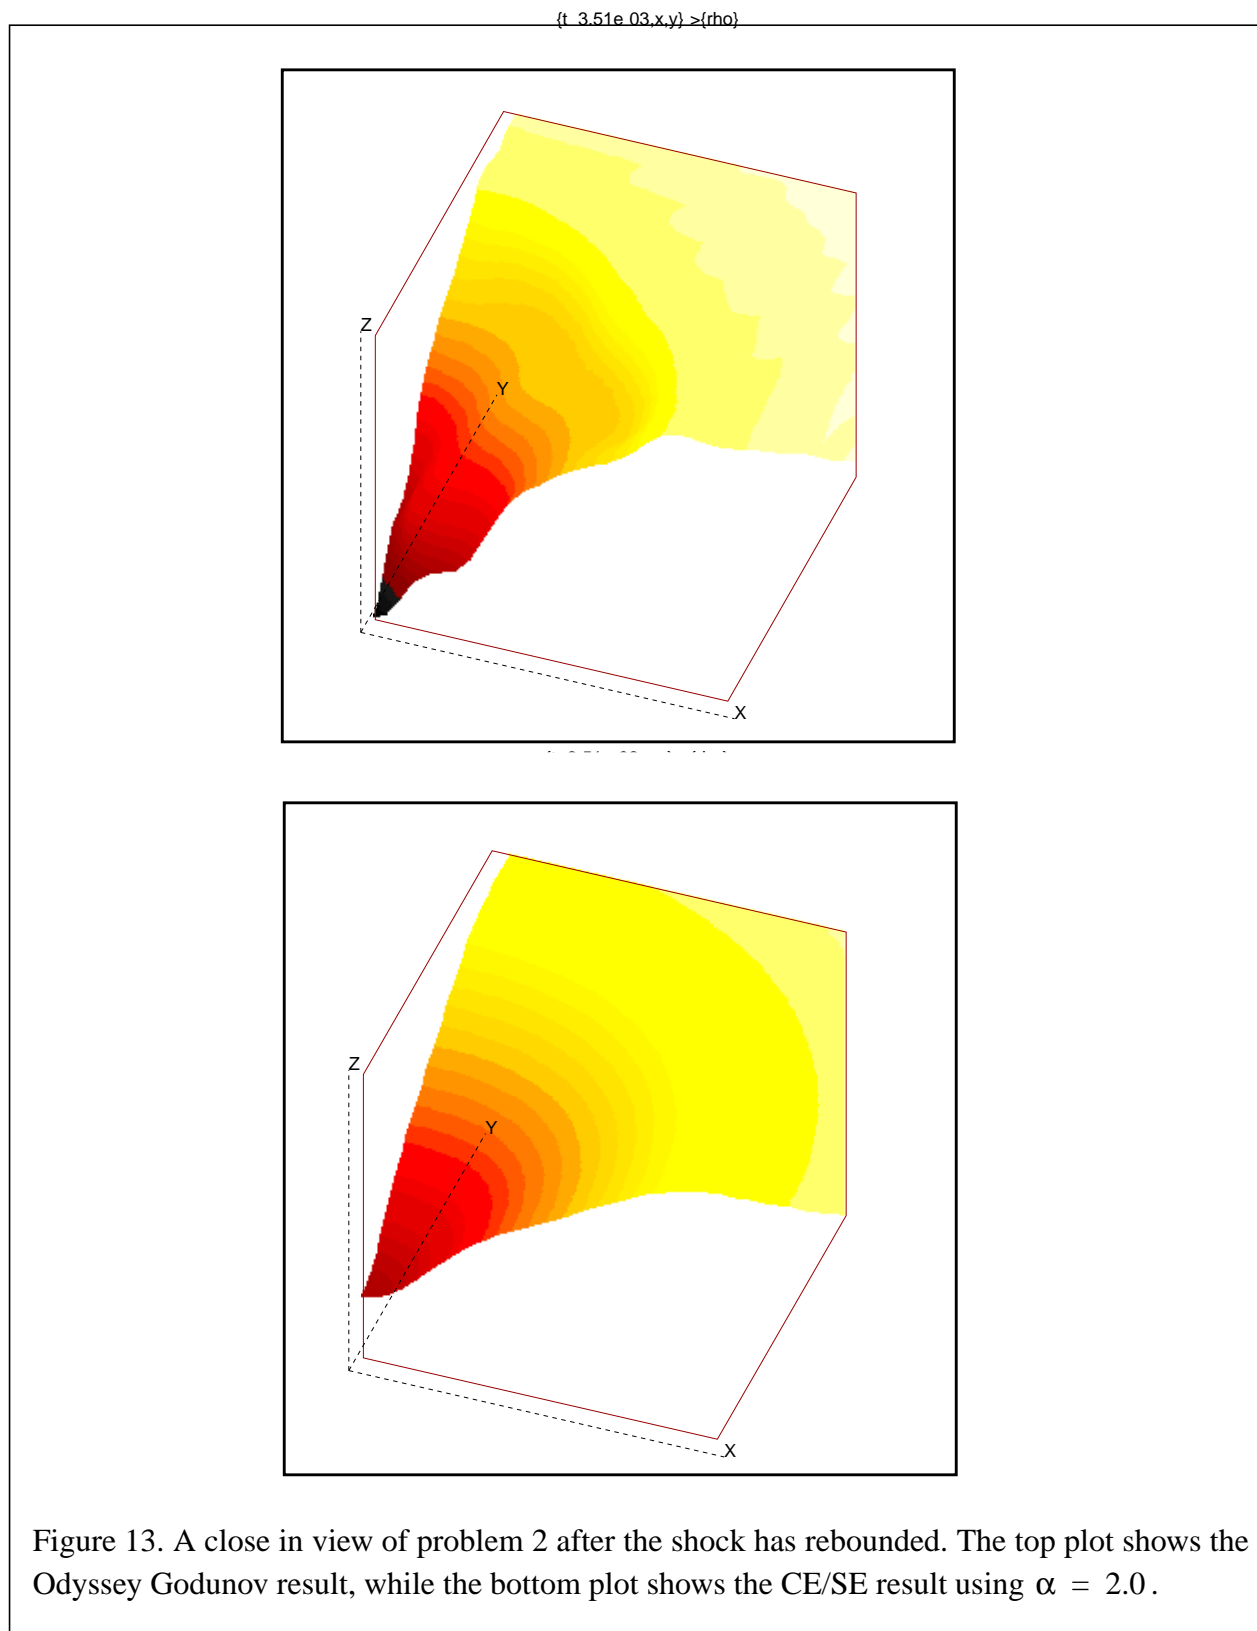 {t 3.51e 03,x,y} >{rho}
Z
Y
X
Z
Y
X
Figure 13. A close in view of problem 2 after the shock has rebounded. The top plot shows the
Odyssey Godunov result, while the bottom plot shows the CE/SE result using α = 2.0.